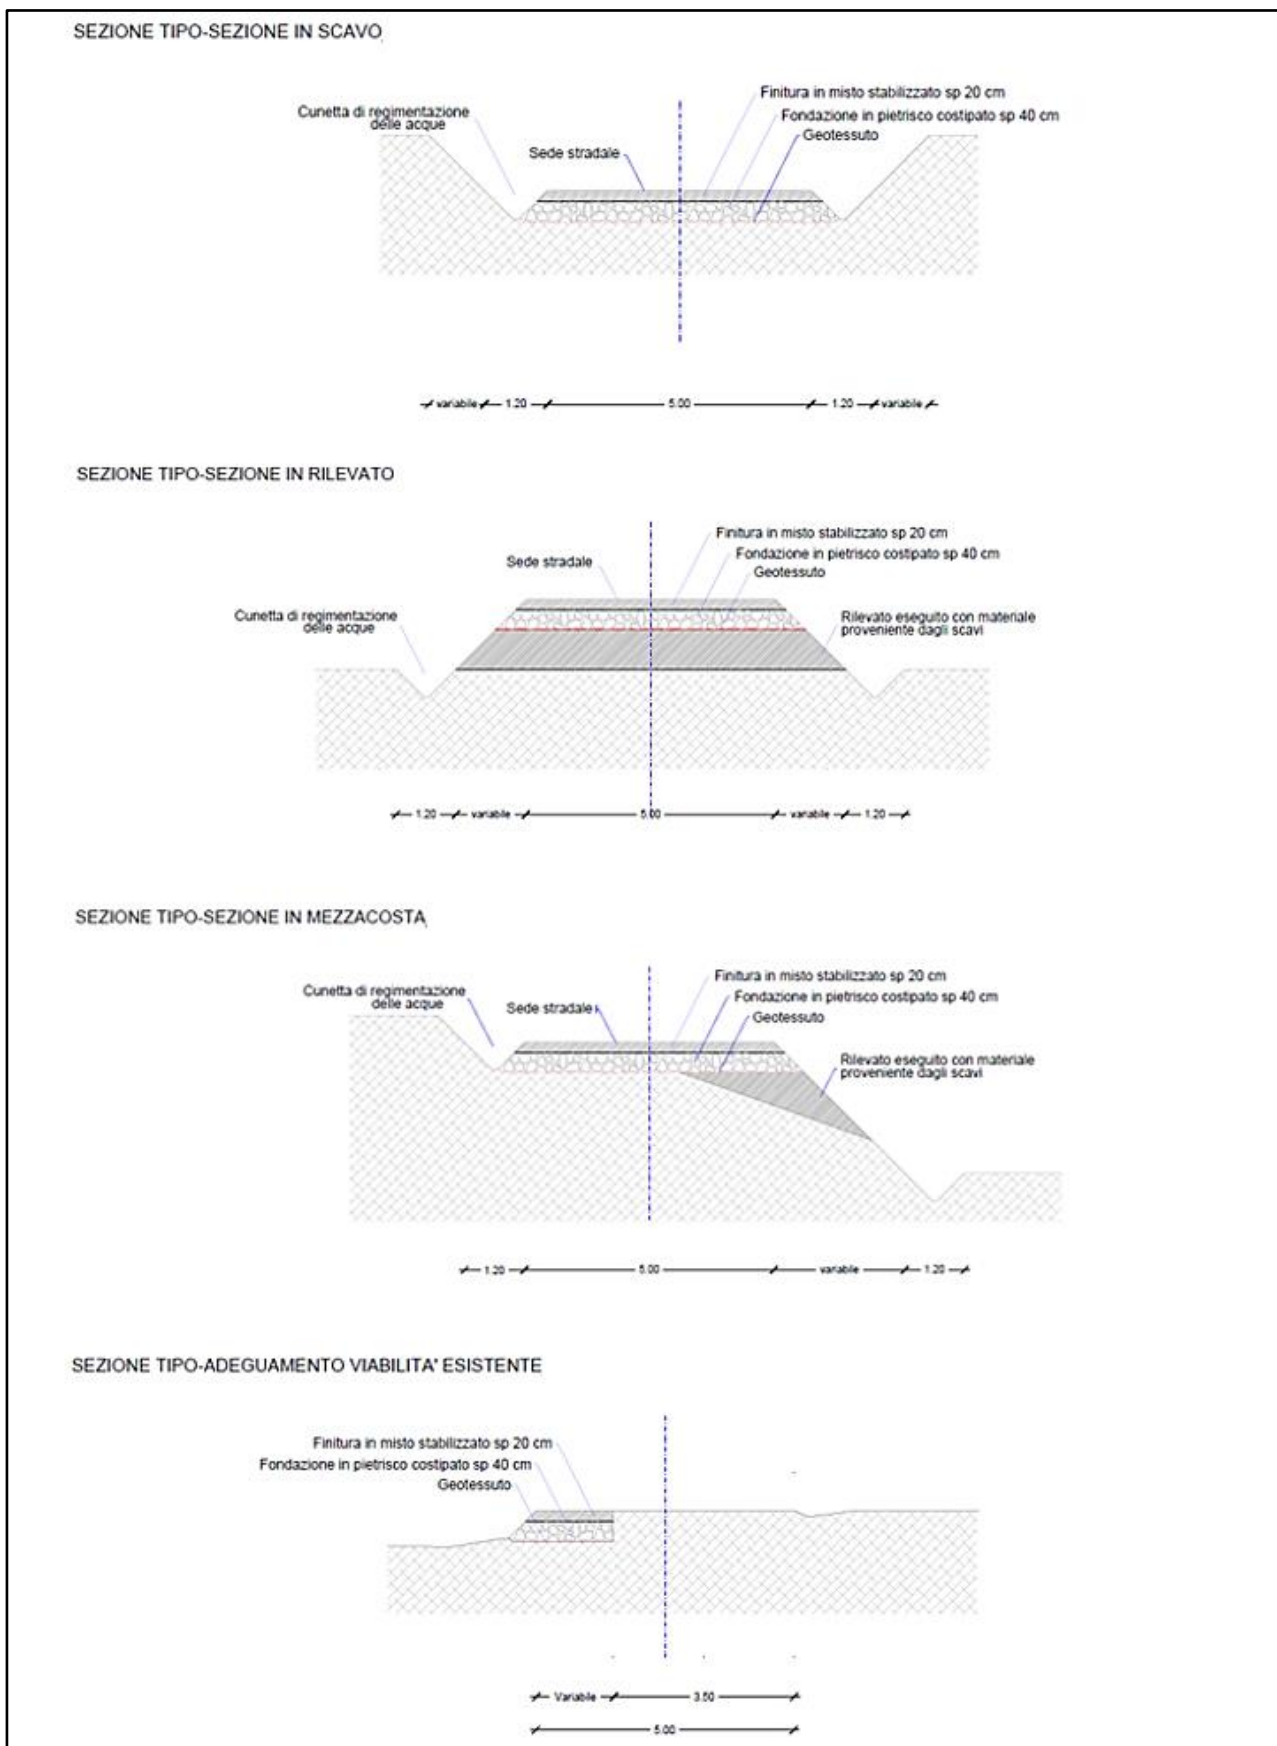 SEZIONE TIPO-SEZIONE IN SCAVO
Finitura in misto stabilizzato sp 20 cm
Cunetta di regimentazione
delle acque
Fondazione in pietrisco costipato sp 40 cm
Geotessuto
Sede stradale
variabile 1.20 5.00 1.20 variabile
SEZIONE TIPO-SEZIONE IN RILEVATO
Finitura in misto stabilizzato sp 20 cm
Fondazione in pietrisco costipato sp 40 cm
Sede stradale
Geotessuto
Cunetta di regimentazione
delle acque
Rilevato eseguito con materiale
proveniente dagli scavi
1.20 variabile 5.00 variabile 1.20
SEZIONE TIPO-SEZIONE IN MEZZACOSTA
Finitura in misto stabilizzato sp 20 cm
Cunetta di regimentazione
delle acque
Fondazione in pietrisco costipato sp 40 cm
Sede stradale
Geotessuto
Rilevato eseguito con materiale
proveniente dagli scavi
1.20 5.00 variabile 1.20
SEZIONE TIPO-ADEGUAMENTO VIABILITA' ESISTENTE
Finitura in misto stabilizzato sp 20 cm
Fondazione in pietrisco costipato sp 40 cm
Geotessuto
Variabile 3.50
5.00